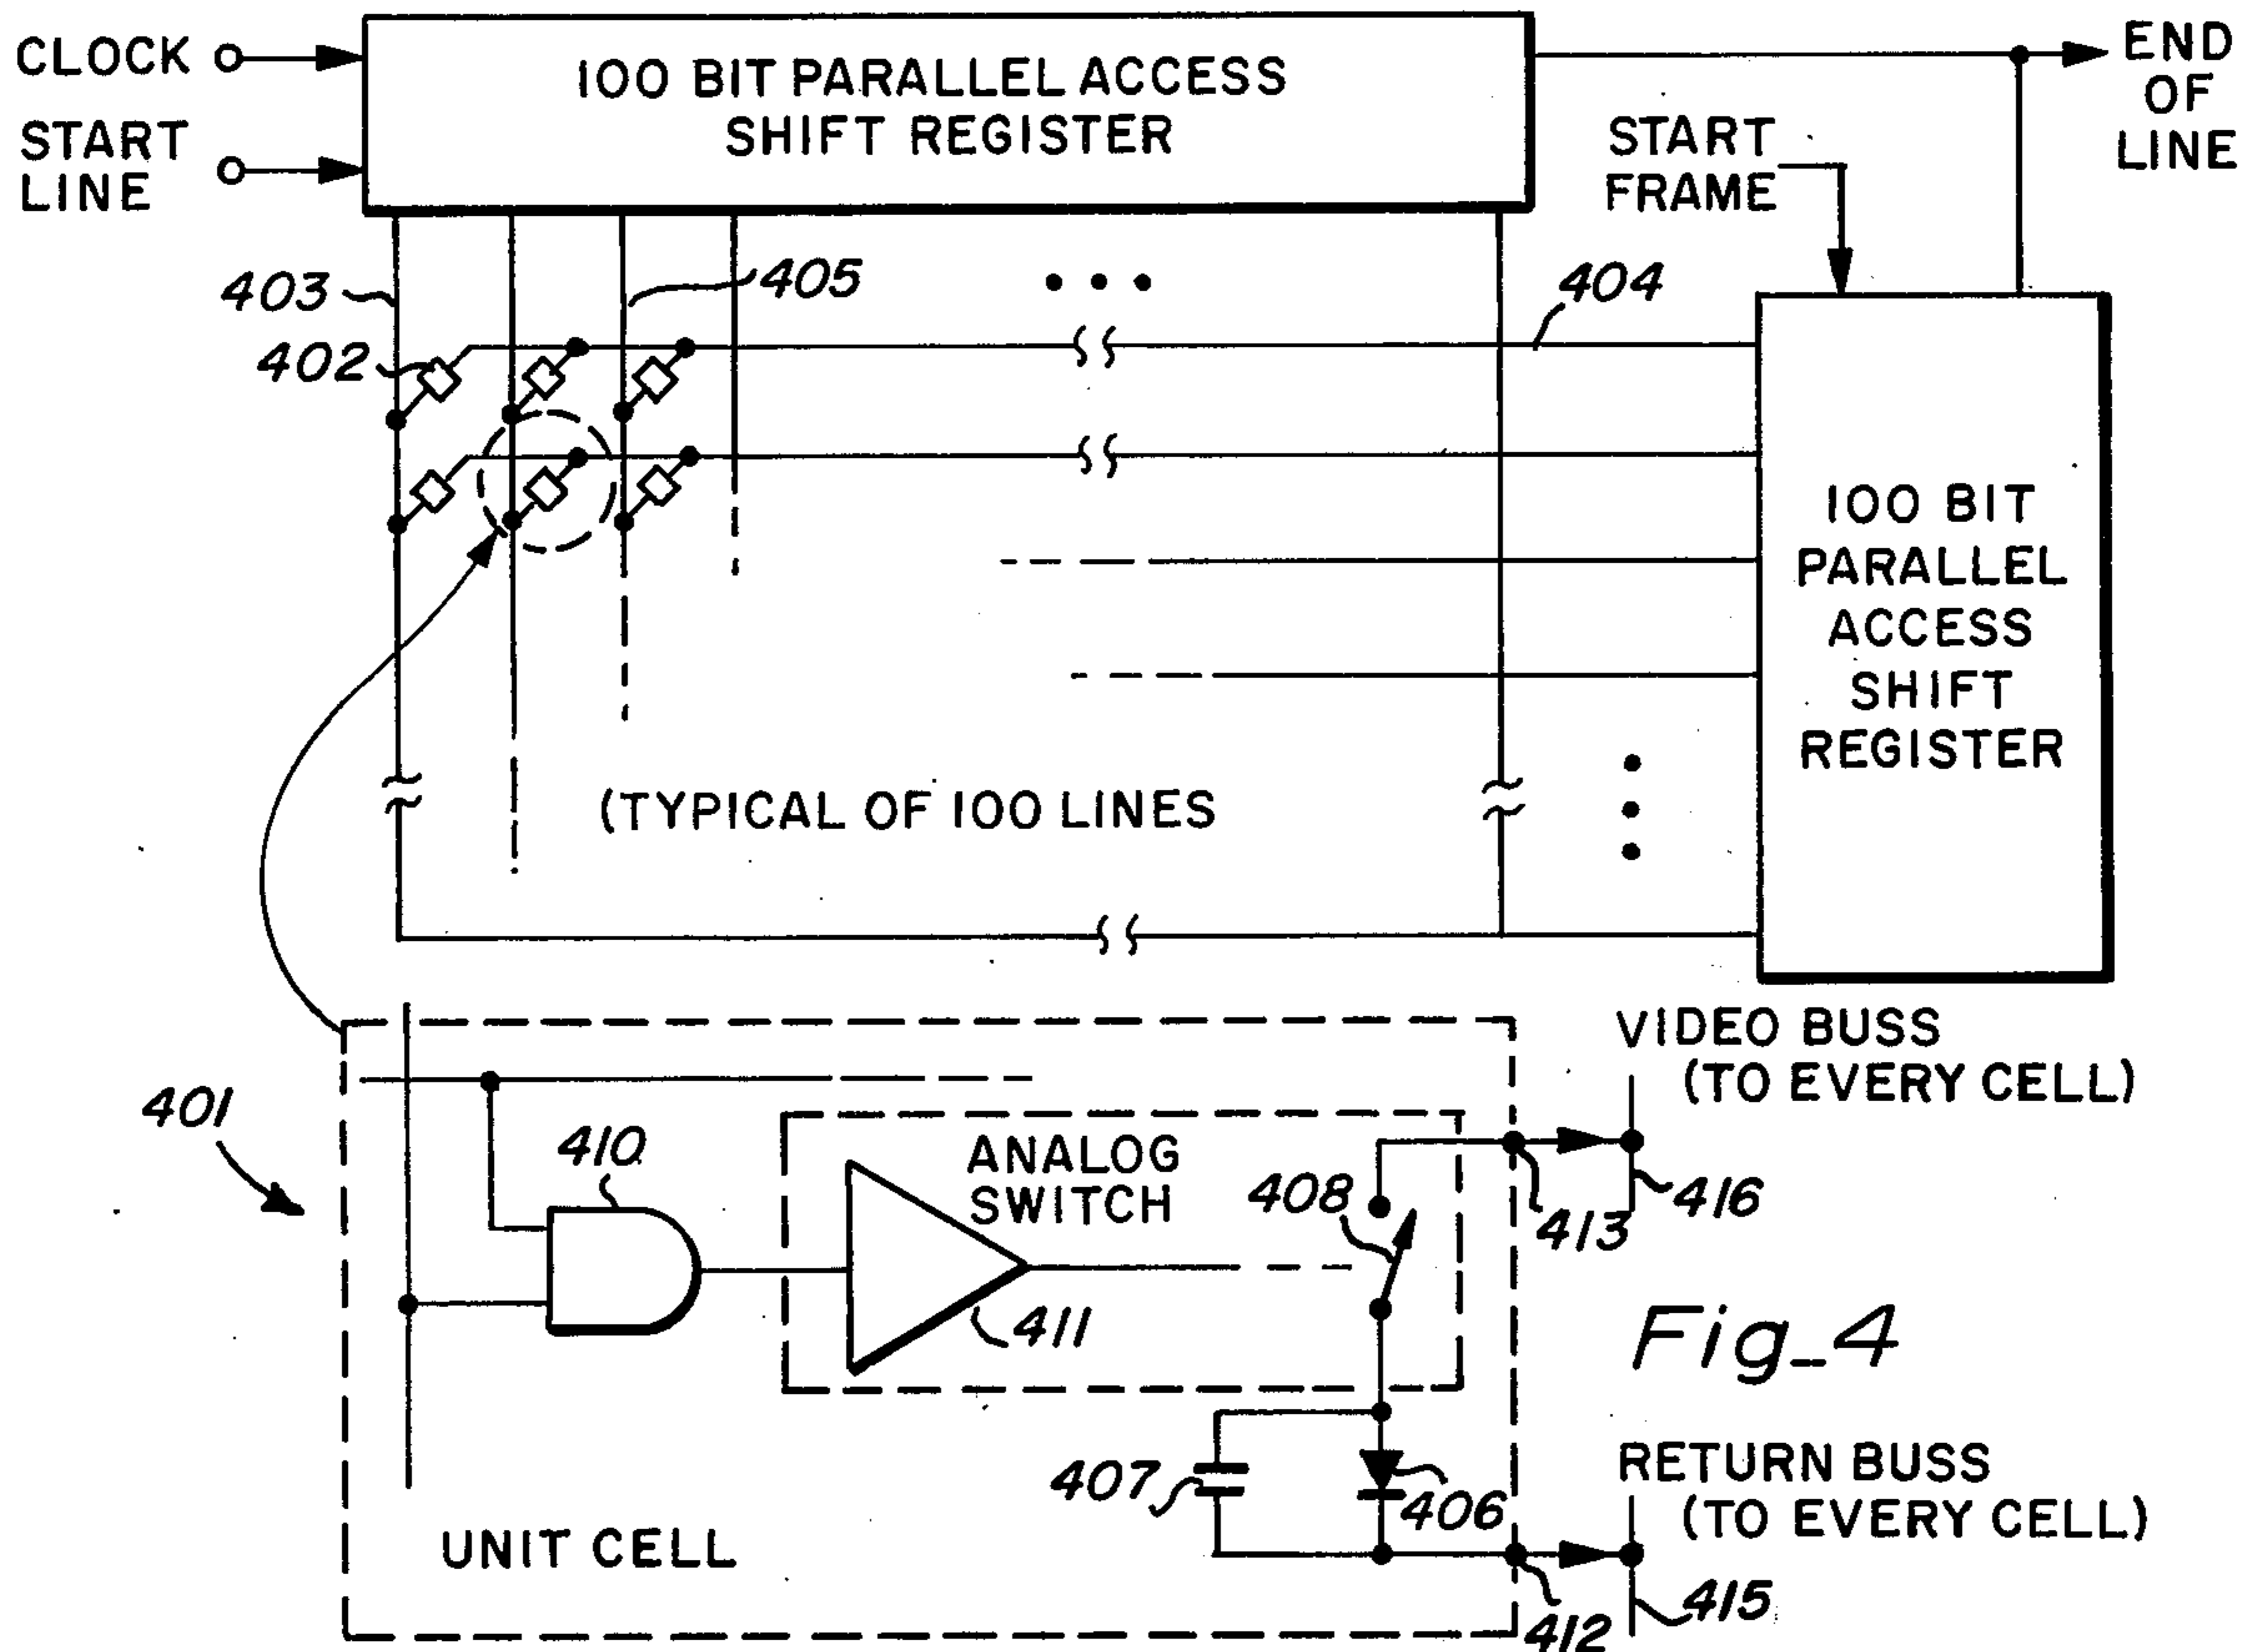 CLOCK
START
LINE
100 BIT PARALLEL ACCESS
SHIFT REGISTER
END
OF
LINE
START
FRAME
403
405
404
402
100 BIT
PARALLEL
ACCESS
SHIFT
REGISTER
(TYPICAL OF 100 LINES
401
410
ANALOG
SWITCH
408
411
413
VIDEO BUSS
(TO EVERY CELL)
416
Fig_4
407
406
RETURN BUSS
(TO EVERY CELL)
UNIT CELL
412
415